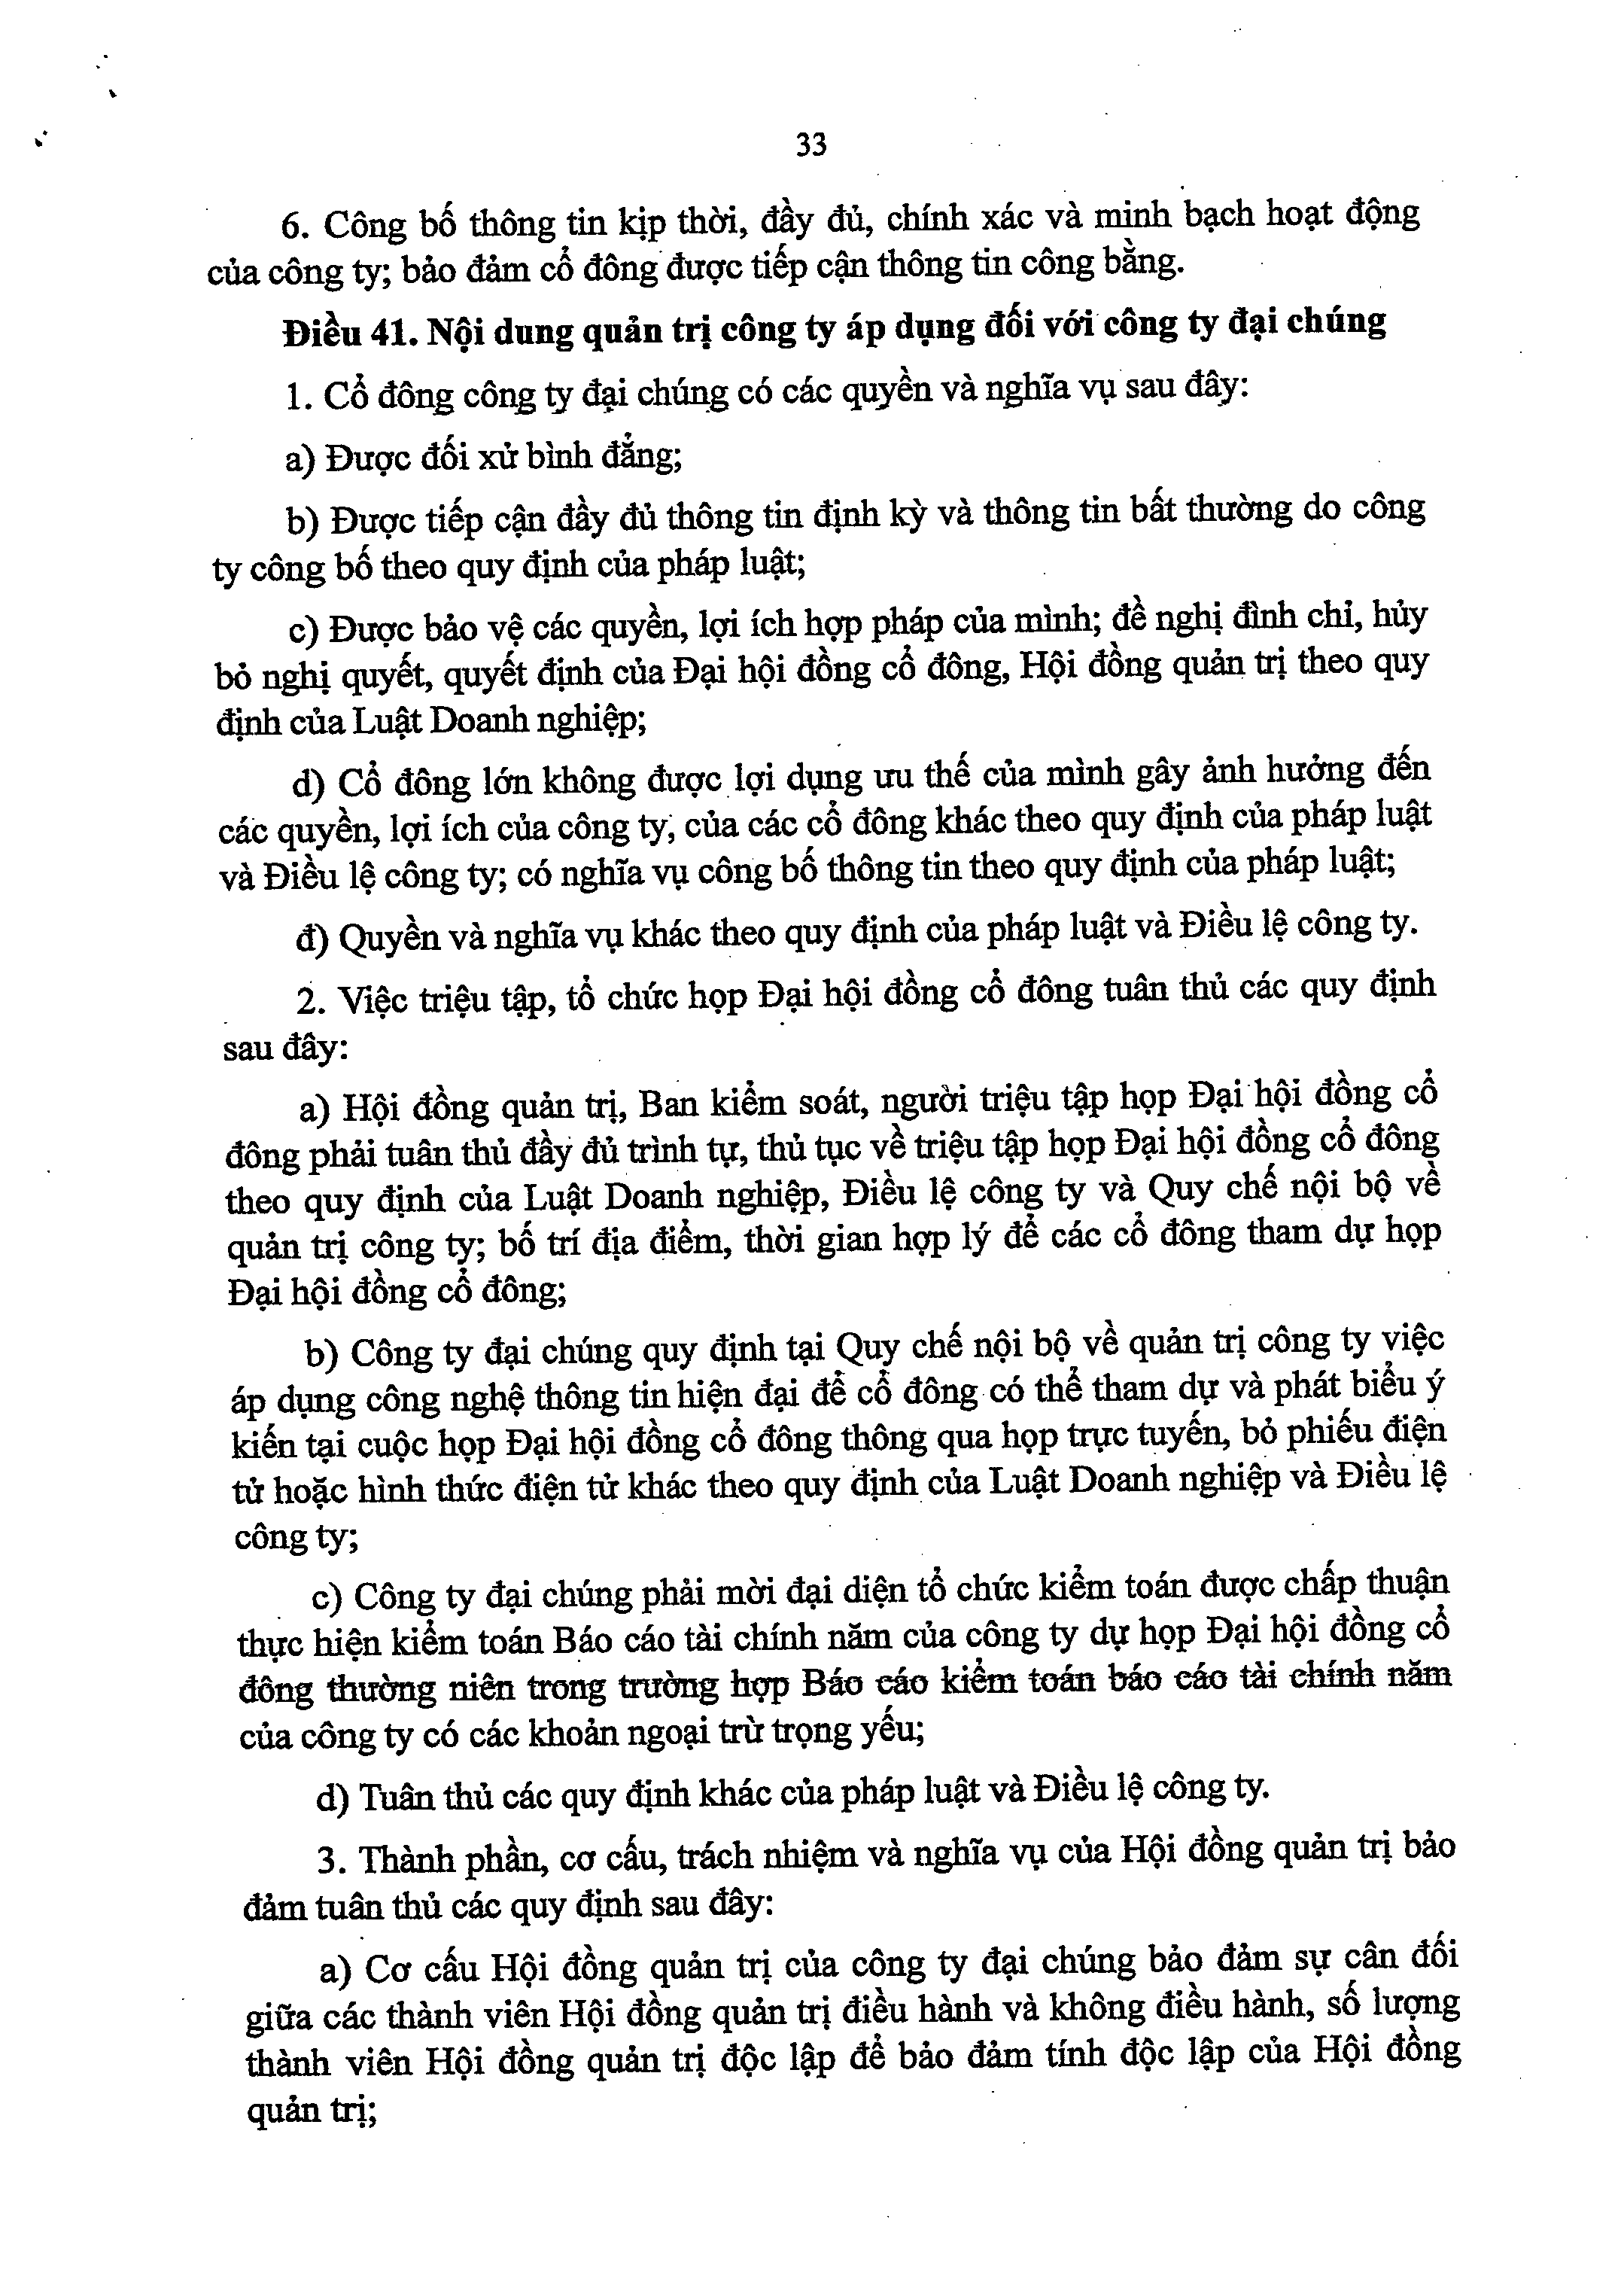 33
6. Công bố thông tin kịp thời, đầy đủ, chính xác và minh bạch hoạt động
của công ty; bảo đảm cổ đông được tiếp cận thông tin công bằng.
Điều 41. Nội dung quản trị công ty áp dụng đối với công ty đại chúng
1. Cổ đông công ty đại chúng có các quyền và nghĩa vụ sau đây:
a) Được đối xử bình đẳng;
b) Được tiếp cận đầy đủ thông tin định kỳ và thông tin bất thường do công
ty công bố theo quy định của pháp luật;
c) Được bảo vệ các quyền, lợi ích hợp pháp của mình; đề nghị đình chỉ, hủy
bỏ nghị quyết, quyết định của Đại hội đồng cổ đông, Hội đồng quản trị theo quy
định của Luật Doanh nghiệp;
d) Cổ đông lớn không được lợi dụng ưu thế của mình gây ảnh hưởng đến
các quyền, lợi ích của công ty, của các cổ đông khác theo quy định của pháp luật
và Điều lệ công ty; có nghĩa vụ công bố thông tin theo quy định của pháp luật;
đ) Quyền và nghĩa vụ khác theo quy định của pháp luật và Điều lệ công ty.
2. Việc triệu tập, tổ chức họp Đại hội đồng cổ đông tuân thủ các quy định
sau đây:
a) Hội đồng quản trị, Ban kiểm soát, người triệu tập họp Đại hội đồng cổ
đông phải tuân thủ đầy đủ trình tự, thủ tục về triệu tập họp Đại hội đồng cổ đông
theo quy định của Luật Doanh nghiệp, Điều lệ công ty và Quy chế nội bộ về
quản trị công ty; bố trí địa điểm, thời gian hợp lý để các cổ đông tham dự họp
Đại hội đồng cổ đông;
b) Công ty đại chúng quy định tại Quy chế nội bộ về quản trị công ty việc
áp dụng công nghệ thông tin hiện đại để cổ đông có thể tham dự và phát biểu ý
kiến tại cuộc họp Đại hội đồng cổ đông thông qua họp trực tuyến, bỏ phiếu điện
tử hoặc hình thức điện tử khác theo quy định của Luật Doanh nghiệp và Điều lệ
công ty;
c) Công ty đại chúng phải mời đại diện tổ chức kiểm toán được chấp thuận
thực hiện kiểm toán Báo cáo tài chính năm của công ty dự họp Đại hội đồng cổ
đông thường niên trong trường hợp Báo cáo kiểm toán báo cáo tài chính năm
của công ty có các khoản ngoại trừ trọng yếu;
d) Tuân thủ các quy định khác của pháp luật và Điều lệ công ty.
3. Thành phần, cơ cấu, trách nhiệm và nghĩa vụ của Hội đồng quản trị bảo
đảm tuân thủ các quy định sau đây:
a) Cơ cấu Hội đồng quản trị của công ty đại chúng bảo đảm sự cân đối
giữa các thành viên Hội đồng quản trị điều hành và không điều hành, số lượng
thành viên Hội đồng quản trị độc lập để bảo đảm tính độc lập của Hội đồng
quản trị;